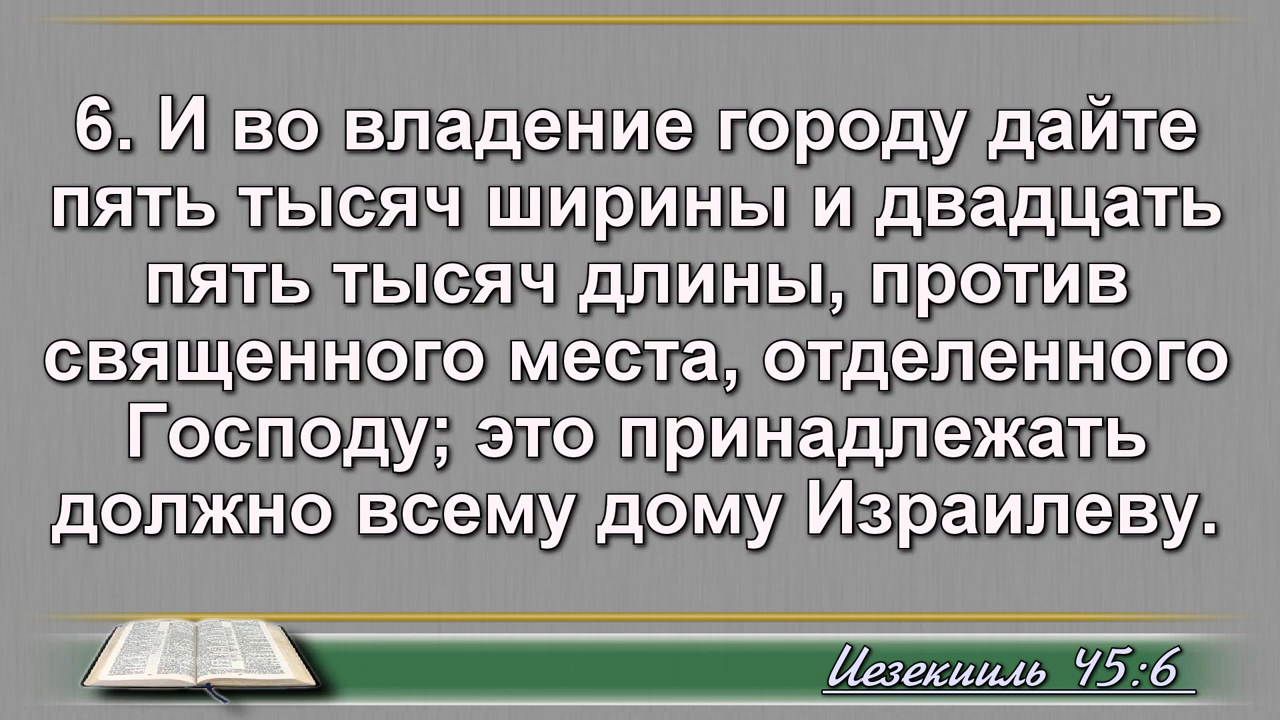 6. И во владение городу дайте
пять тысяч ширины и двадцать
пять тысяч длины, против
священного места, отделенного
Господу; это принадлежать
должно всему дому Израилеву.
Иезекииль 45:6